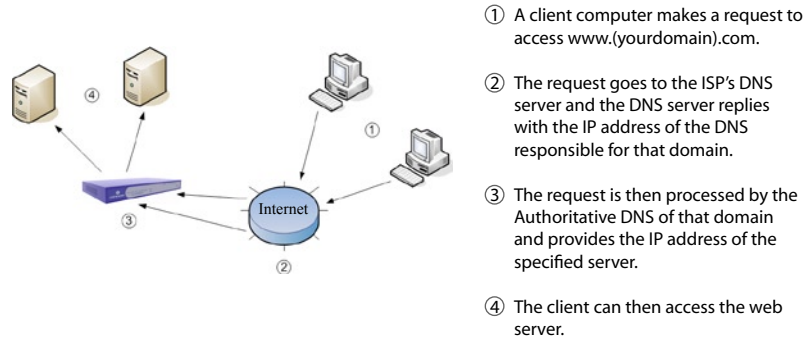 ① A client computer makes a request to
access www.(yourdomain).com.
② The request goes to the ISP's DNS
server and the DNS server replies
with the IP address of the DNS
responsible for that domain.
③ The request is then processed by the
Authoritative DNS of that domain
and provides the IP address of the
specified server.
④ The client can then access the web
server.
④
①
Internet
③
②